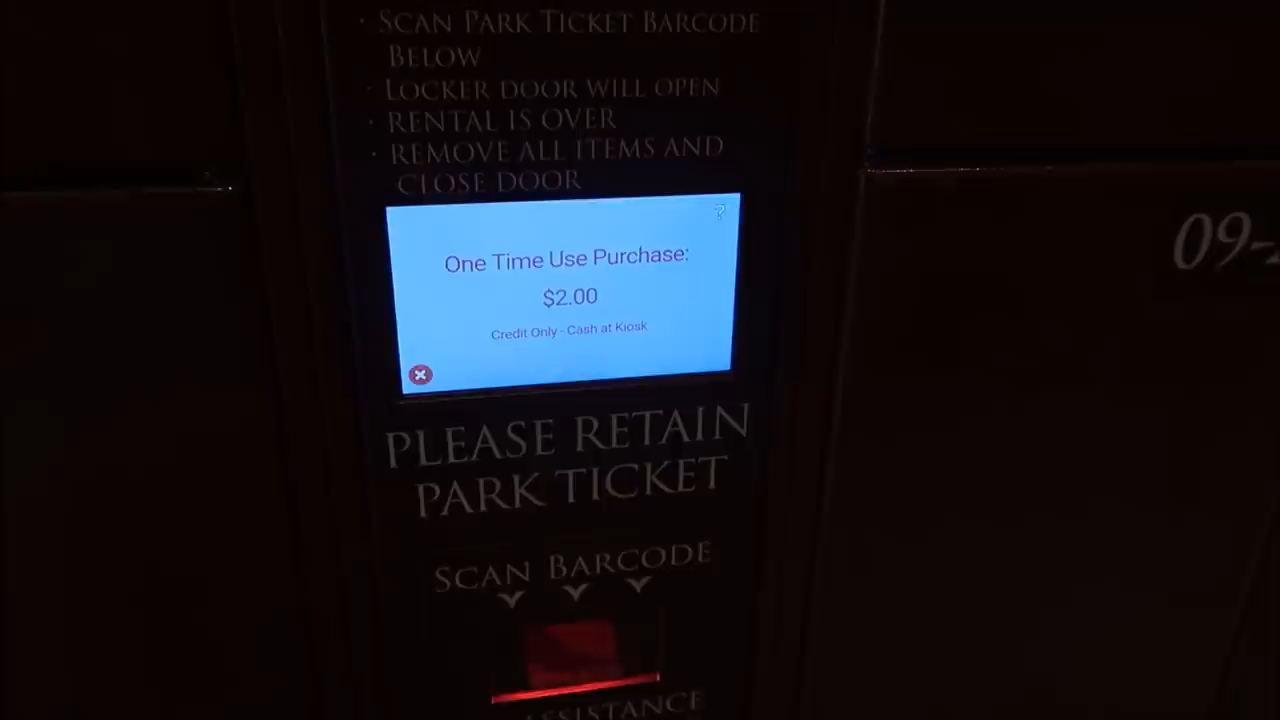 · SCAN PARK TICKET BARCODE
BELOW
· LOCKER DOOR WILL OPEN
· RENTAL IS OVER
· REMOVE ALL ITEMS AND
CLOSE DOOR
?
One Time Use Purchase:
$2.00
Credit Only - Cash at Kiosk
PLEASE RETAIN
PARK TICKET
SCAN BARCODE
ASSISTANCE